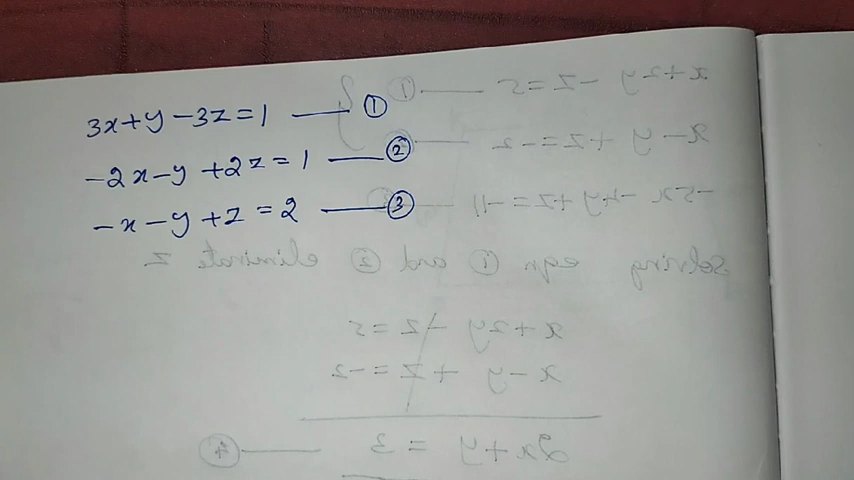 3x+y-3z=1 —— ①
-2x-y+2z=1 —— ②
-x-y+z=2 —— ③